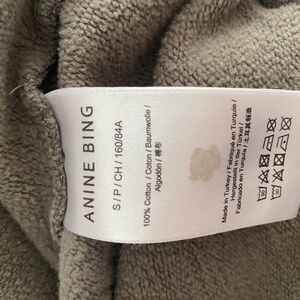 ANINE BING
S / P / CH / 160/84A
100% Cotton / Coton / Baumwolle /
Algodón / 棉布
Made in Turkey / Fabriqué en Turquie /
Hergestellt in der Türkei /
Fabricado en Turquía / 土耳其制造